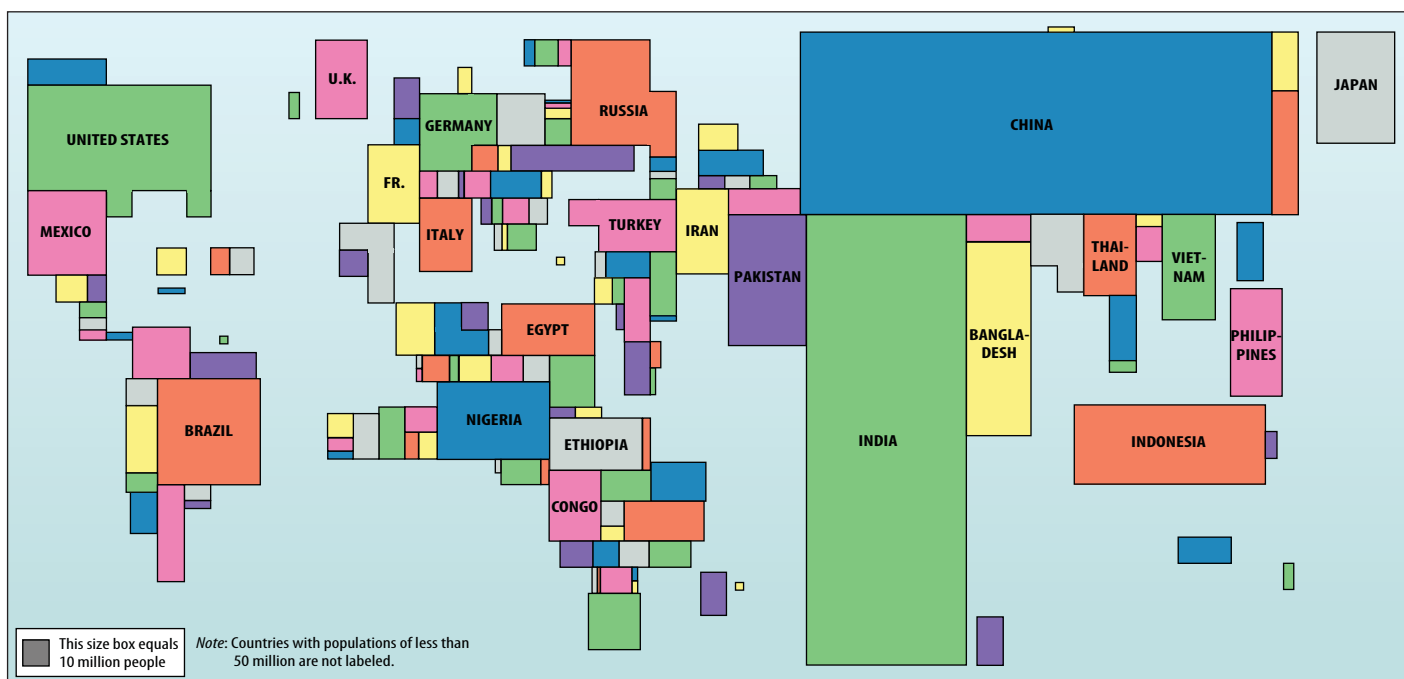 U.K.
JAPAN
RUSSIA
GERMANY
CHINA
UNITED STATES
FR.
MEXICO
ITALY
TURKEY
IRAN
THAI-
LAND
VIET-
NAM
PAKISTAN
EGYPT
BANGLA-
DESH
PHILIP-
PINES
BRAZIL
NIGERIA
ETHIOPIA
INDIA
INDONESIA
CONGO
This size box equals
10 million people
Note: Countries with populations of less than
50 million are not labeled.